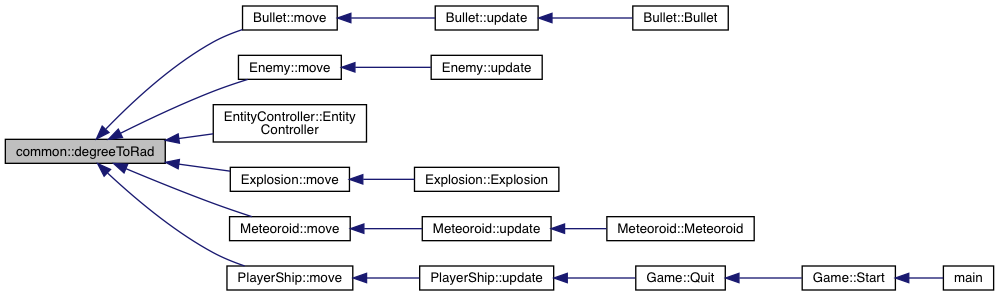 Bullet::move
Bullet::update
Bullet::Bullet
Enemy::move
Enemy::update
EntityController::Entity
Controller
common::degreeToRad
Explosion::move
Explosion::Explosion
Meteoroid::move
Meteoroid::update
Meteoroid::Meteoroid
PlayerShip::move
PlayerShip::update
Game::Quit
Game::Start
main